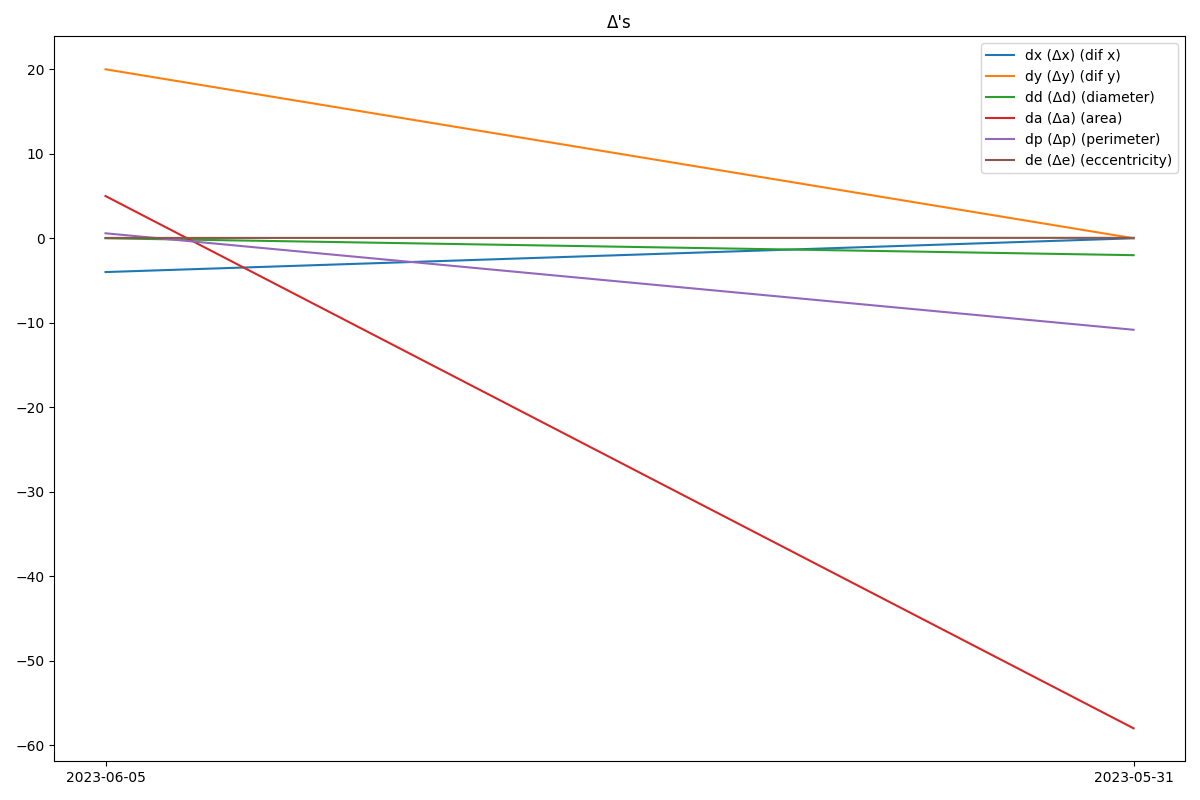 Δ's
dx (Δx) (dif x)
dy (Δy) (dif y)
dd (Δd) (diameter)
da (Δa) (area)
dp (Δp) (perimeter)
de (Δe) (eccentricity)
20
10
0
−10
−20
−30
−40
−50
−60
2023-06-05 2023-05-31